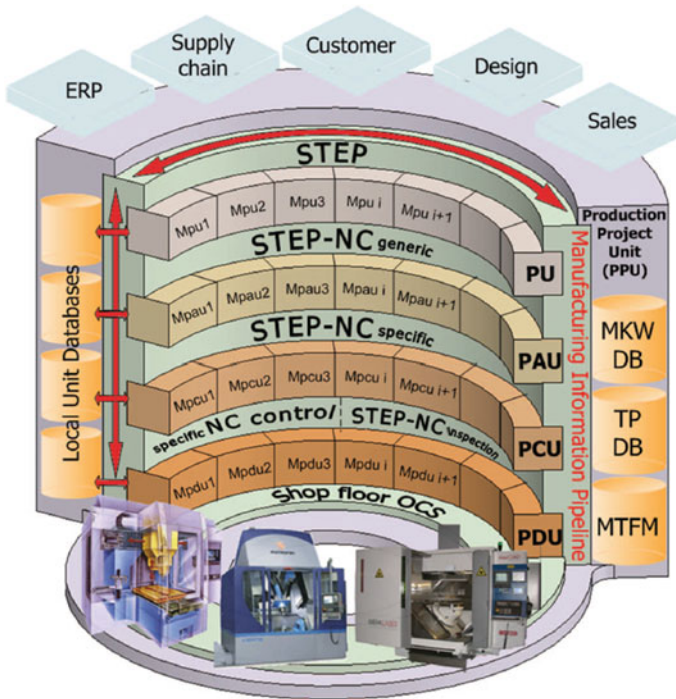 Supply
chain
Customer
ERP
Design
Sales
STEP
Mpu1 Mpu2 Mpu3 Mpu i Mpu i+1
STEP-NC generic
PU
Mpau1 Mpau2 Mpau3 Mpau i Mpau i+1
STEP-NC specific
PAU
Mpcu1 Mpcu2 Mpcu3 Mpcu i Mpcu i+1
specific NC control STEP-NC inspection
PCU
Mpdu1 Mpdu2 Mpdu3 Mpdu i Mpdu i+1
Shop floor OCS
PDU
Local Unit Databases
Manufacturing Information Pipeline
Production
Project
Unit
(PPU)
MKW
DB
TP
DB
MTFM